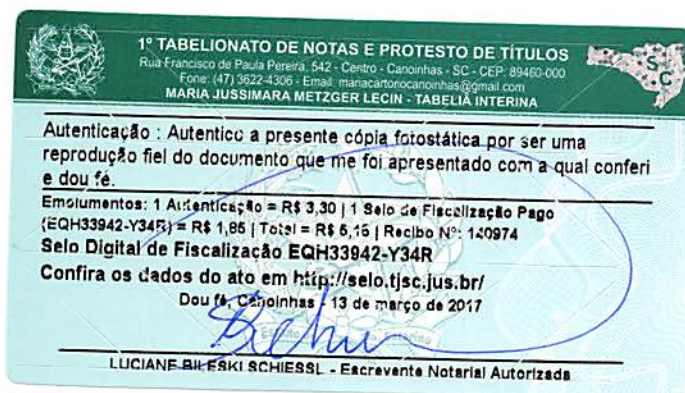 1º TABELIONATO DE NOTAS E PROTESTO DE TÍTULOS
Rua Francisco de Paula Pereira, 542 - Centro - Canoinhas - SC - CEP: 89460-000
Fone: (47) 3622-4306 - Email: mariacartoriocanoinhas@gmail.com
MARIA JUSSIMARA METZGER LECIN - TABELIÃ INTERINA
SC
Autenticação : Autentico a presente cópia fotostática por ser uma
reprodução fiel do documento que me foi apresentado com a qual conferi
e dou fé.
Emolumentos: 1 Autenticação = R$ 3,30 | 1 Selo de Fiscalização Pago
(EQH33942-Y34R) = R$ 1,85 | Total = R$ 5,15 | Recibo Nº: 140974
Selo Digital de Fiscalização EQH33942-Y34R
Confira os dados do ato em http://selo.tjsc.jus.br/
Dou fé, Canoinhas - 13 de março de 2017
LUCIANE BILESKI SCHIESSL - Escrevente Notarial Autorizada